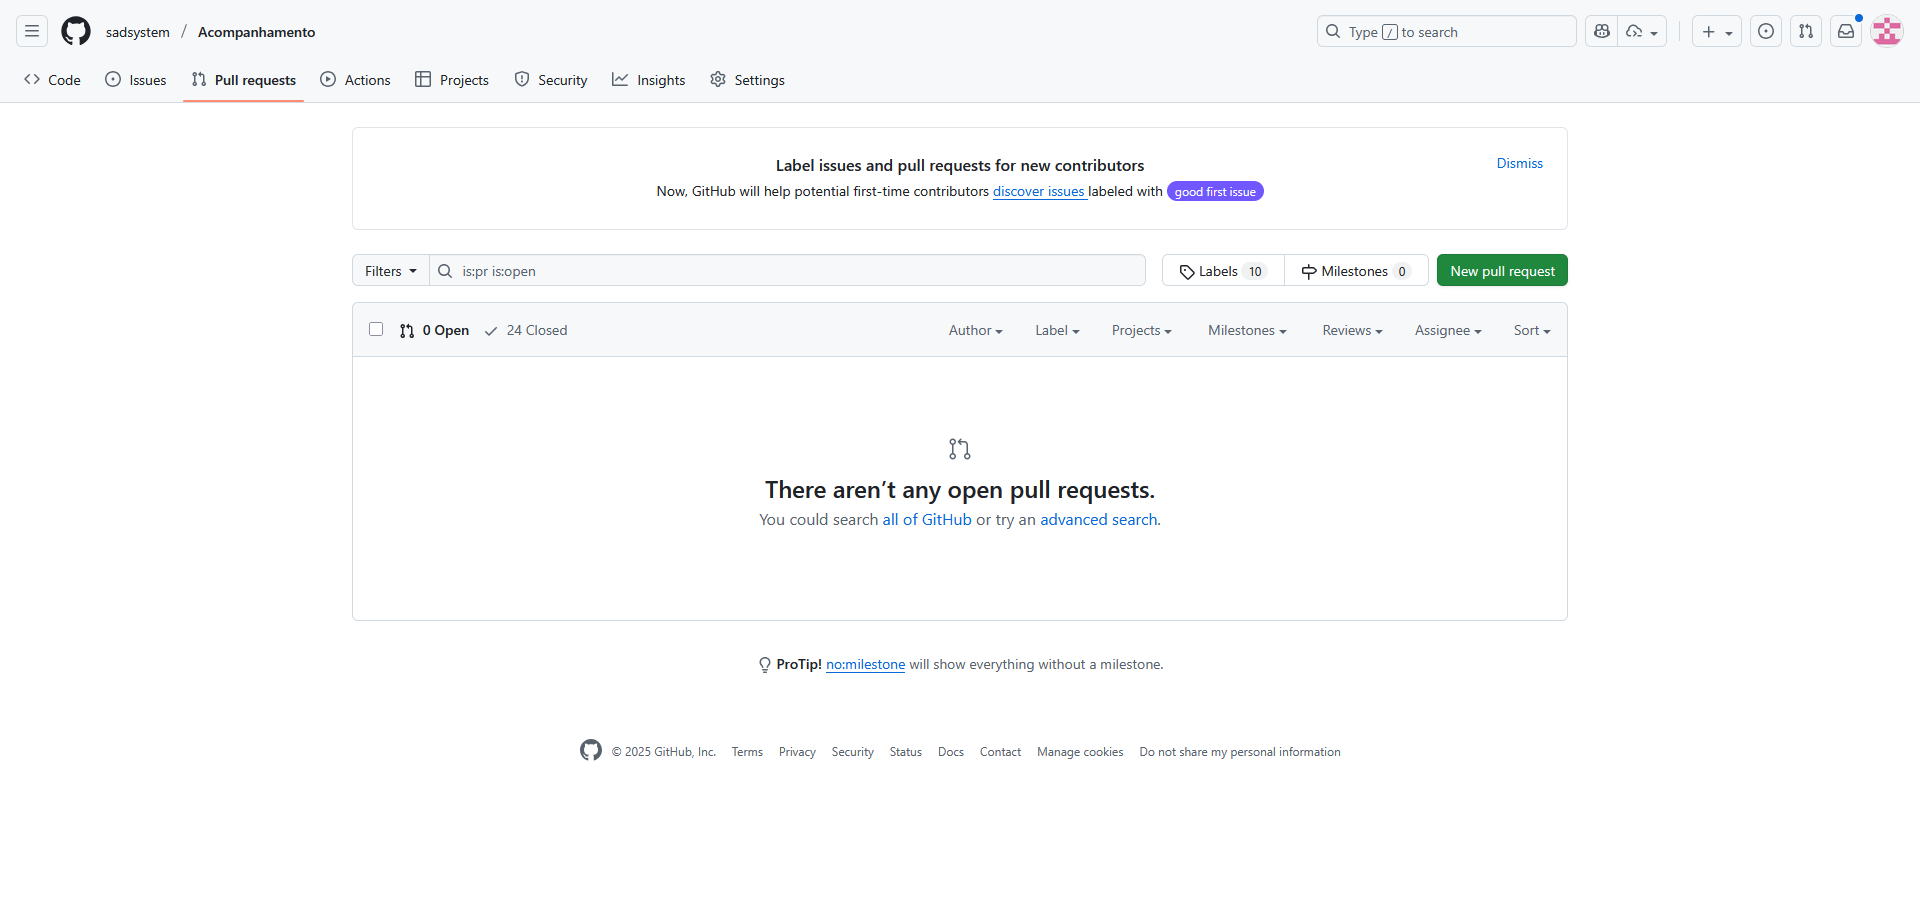 sadsystem / Acompanhamento
Type / to search
Code Issues Pull requests Actions Projects Security Insights Settings
Label issues and pull requests for new contributors
Dismiss
Now, GitHub will help potential first-time contributors discover issues labeled with good first issue
Filters is:pr is:open Labels 10 Milestones 0 New pull request
0 Open 24 Closed Author Label Projects Milestones Reviews Assignee Sort
There aren’t any open pull requests.
You could search all of GitHub or try an advanced search.
ProTip! no:milestone will show everything without a milestone.
© 2025 GitHub, Inc. Terms Privacy Security Status Docs Contact Manage cookies Do not share my personal information